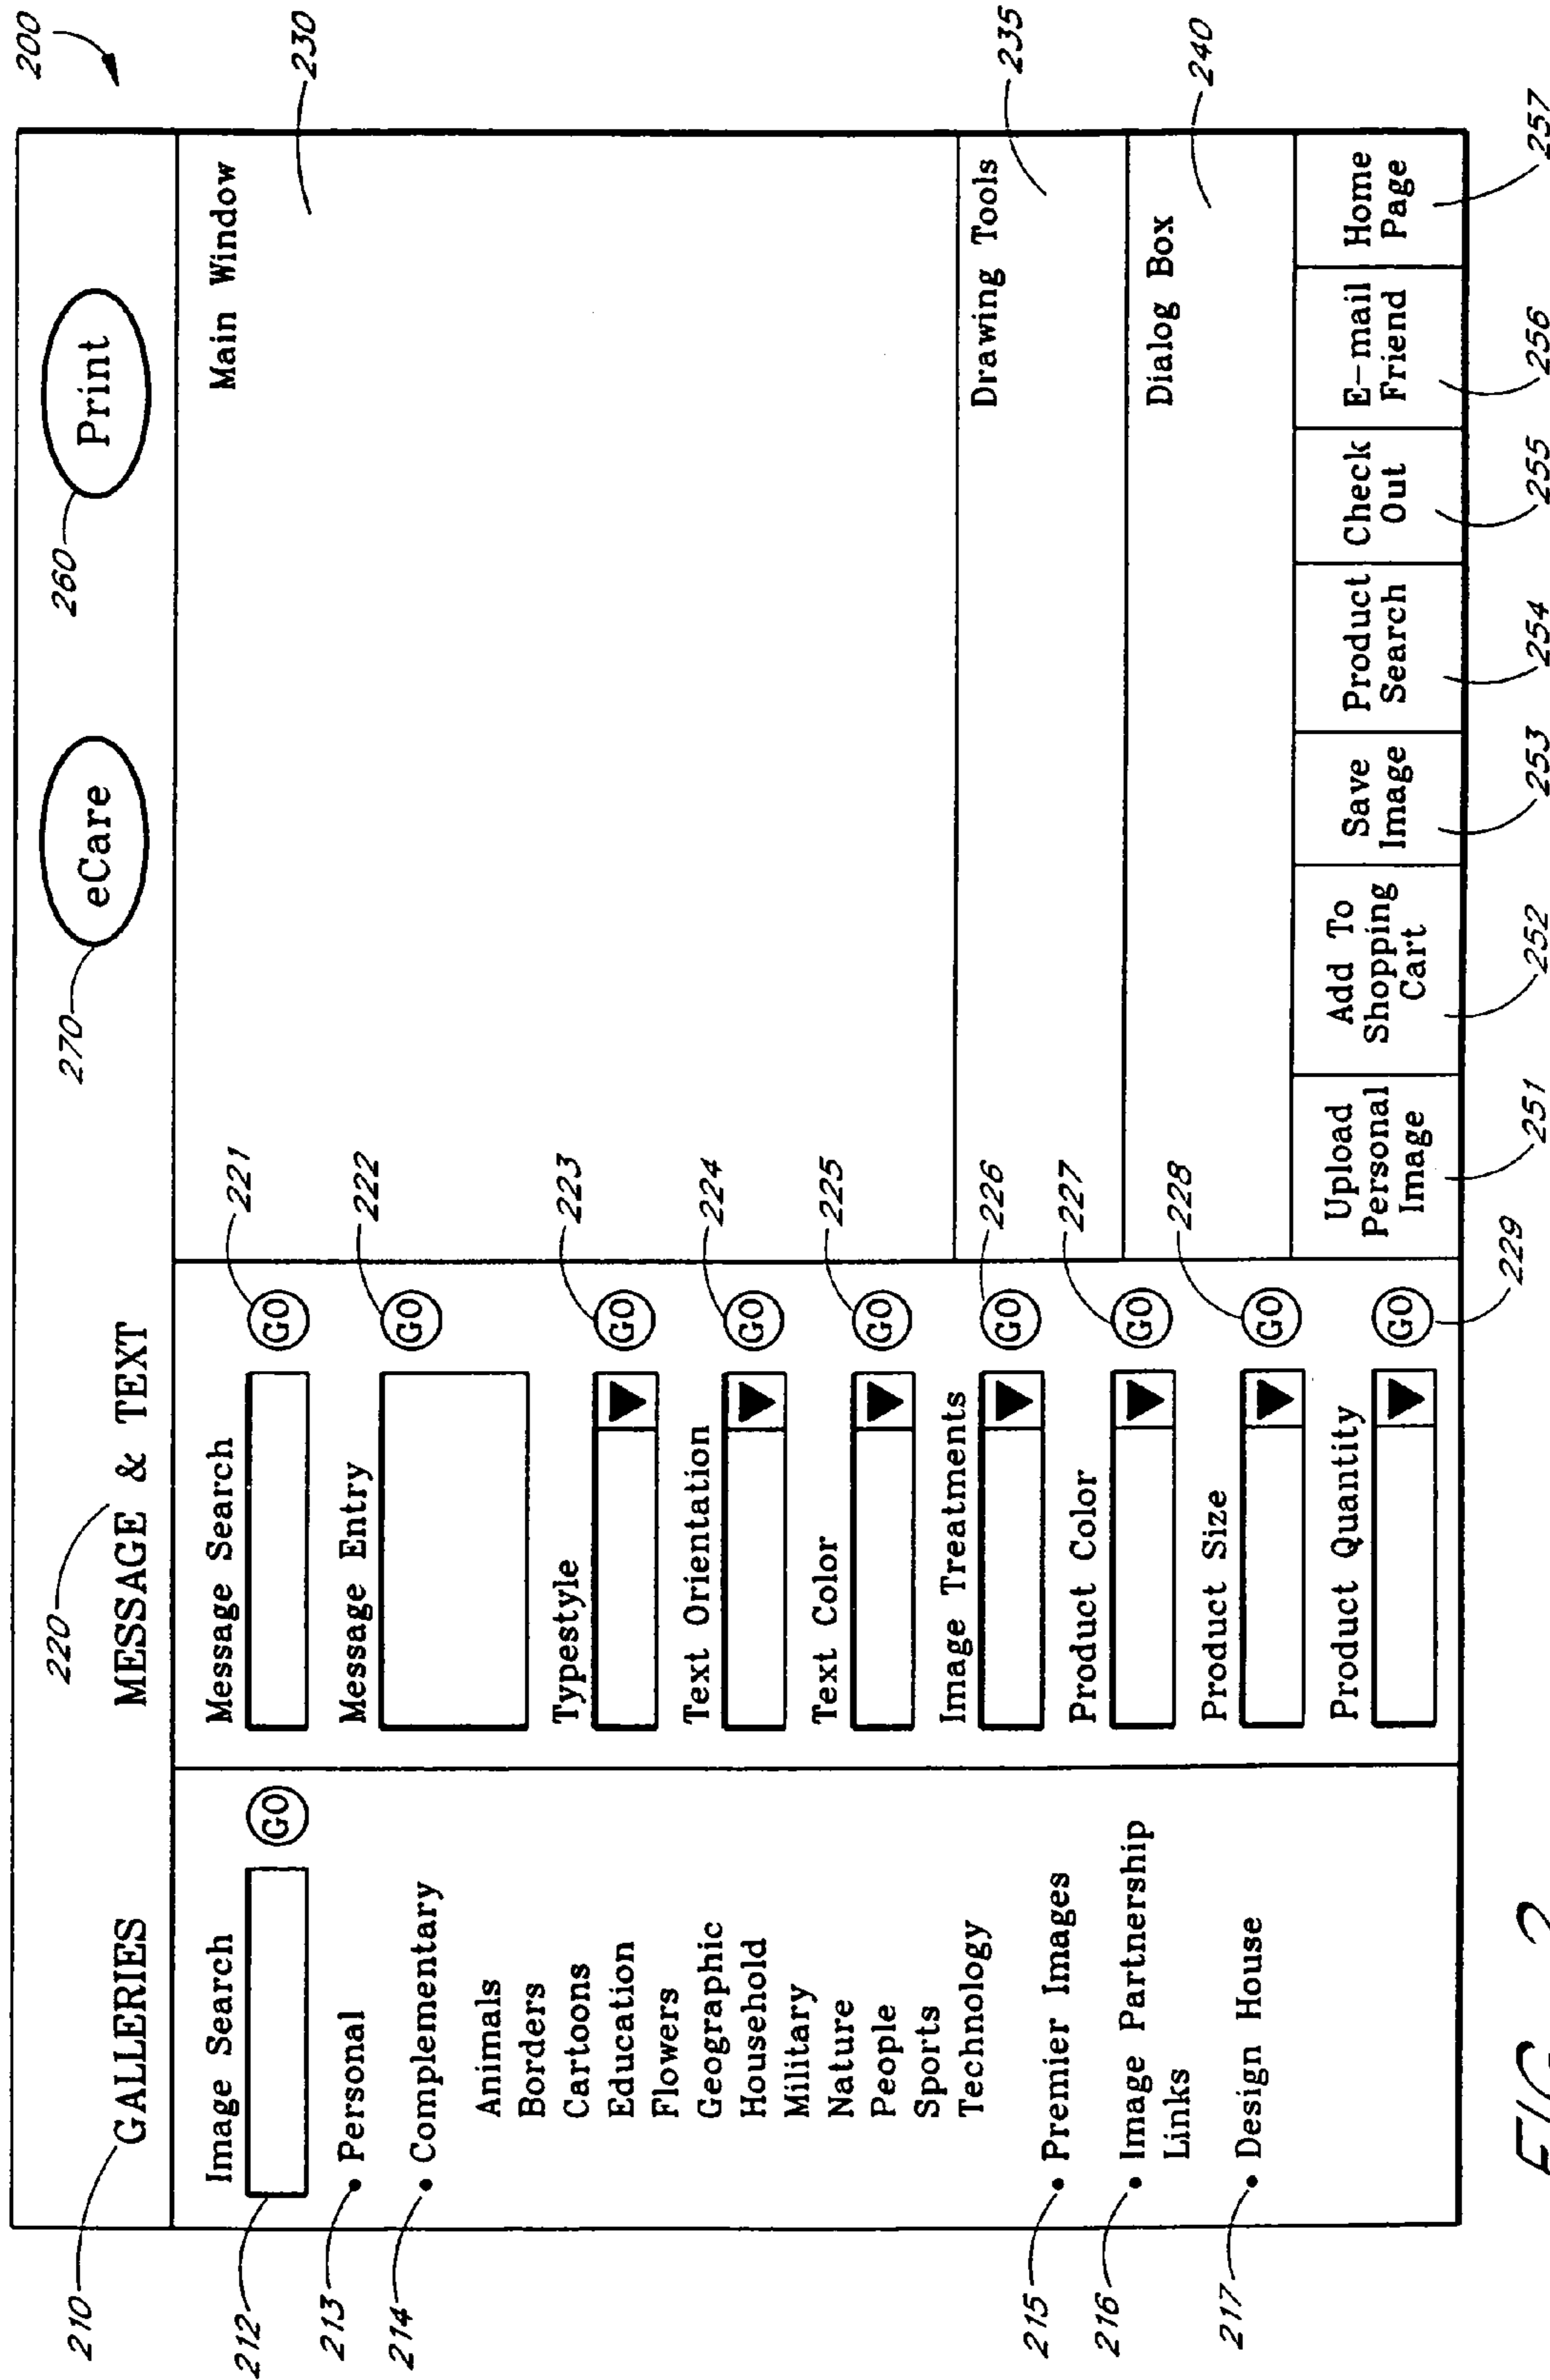 200
260
Print
270
eCare
220
MESSAGE & TEXT
210
GALLERIES
Image Search
GO
212
213
• Personal
214
• Complementary
Animals
Borders
Cartoons
Education
Flowers
Geographic
Household
Military
Nature
People
Sports
Technology
215
• Premier Images
216
• Image Partnership
Links
217
• Design House
Message Search
GO
221
Message Entry
GO
222
Typestyle
GO
223
Text Orientation
GO
224
Text Color
GO
225
Image Treatments
GO
226
Product Color
GO
227
Product Size
GO
228
Product Quantity
GO
229
Main Window
230
Drawing Tools
235
Dialog Box
240
Upload
Personal
Image
251
Add To
Shopping
Cart
252
Save
Image
253
Product
Search
254
Check
Out
255
E-mail
Friend
256
Home
Page
257
FIG. 2